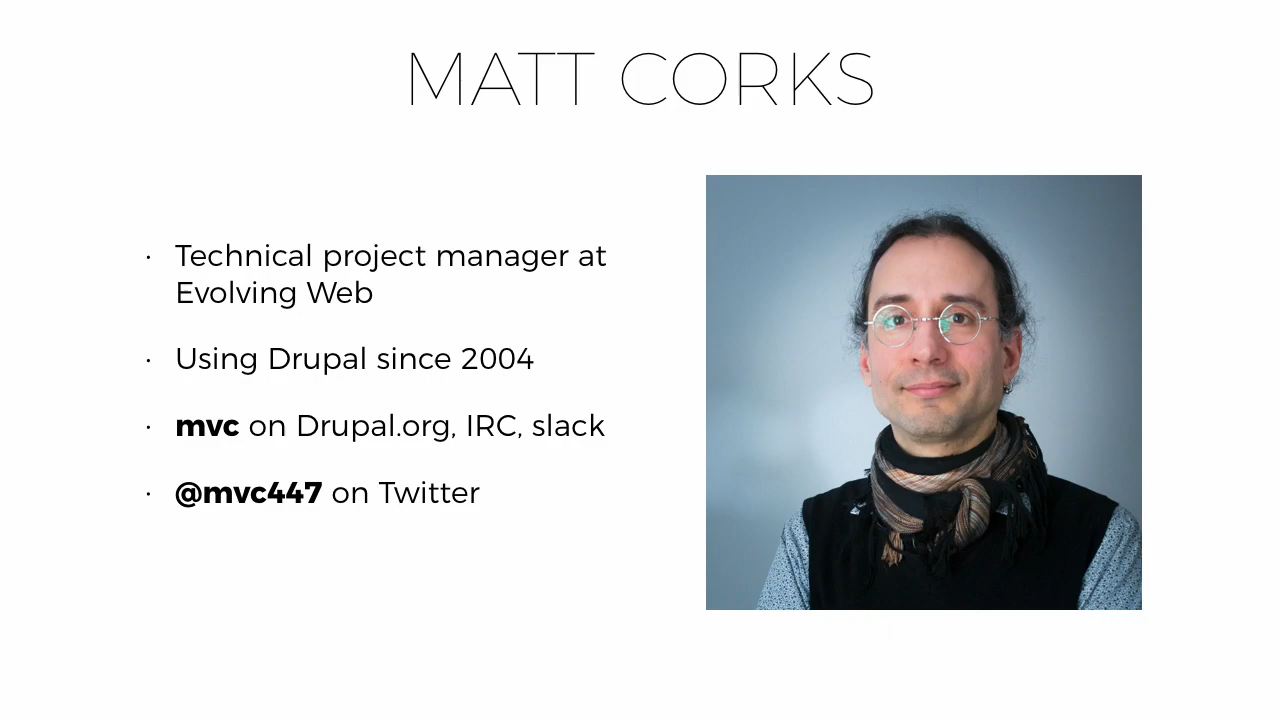 MATT CORKS
· Technical project manager at
Evolving Web
· Using Drupal since 2004
· mvc on Drupal.org, IRC, slack
· @mvc447 on Twitter